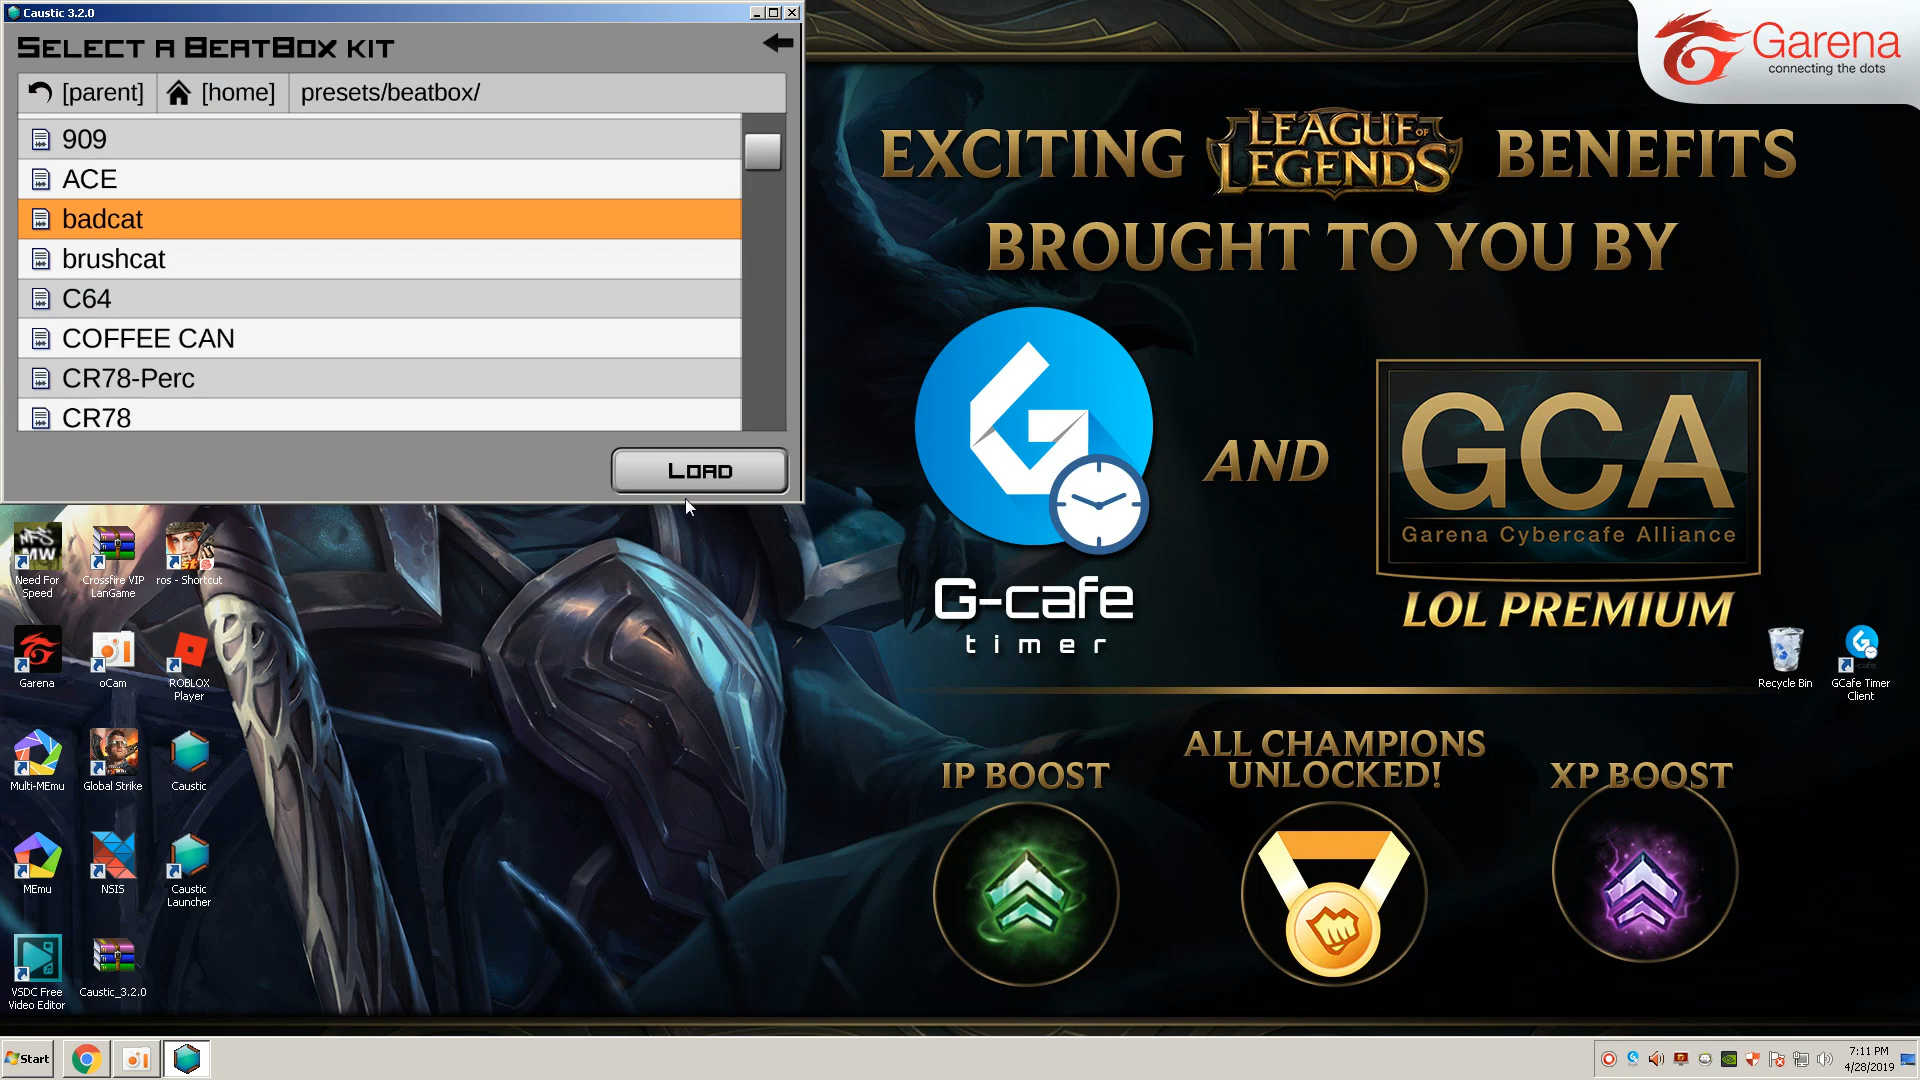 Caustic 3.2.0
SELECT A BEATBOX KIT
[parent] [home] presets/beatbox/
909
ACE
badcat
brushcat
C64
COFFEE CAN
CR78-Perc
CR78
LOAD
Garena
connecting the dots
EXCITING LEAGUE OF LEGENDS BENEFITS
BROUGHT TO YOU BY
G-cafe
timer
AND
GCA
Garena Cybercafe Alliance
LOL PREMIUM
IP BOOST
ALL CHAMPIONS
UNLOCKED!
XP BOOST
NFS
MW
Need For
Speed
Crossfire VIP
LanGame
ros - Shortcut
Garena
oCam
ROBLOX
Player
Multi-MEmu
Global Strike
Caustic
MEmu
NSIS
Caustic
Launcher
VSDC Free
Video Editor
Caustic_3.2.0
Recycle Bin
GCafe Timer
Client
Start
7:11 PM
4/28/2019